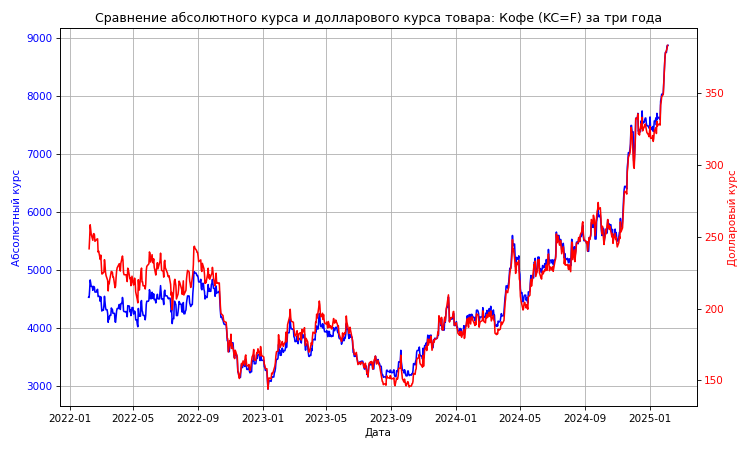 Сравнение абсолютного курса и долларового курса товара: Кофе (KC=F) за три года
9000
8000
7000
6000
5000
4000
3000
Абсолютный курс
350
300
250
200
150
Долларовый курс
2022-01 2022-05 2022-09 2023-01 2023-05 2023-09 2024-01 2024-05 2024-09 2025-01
Дата